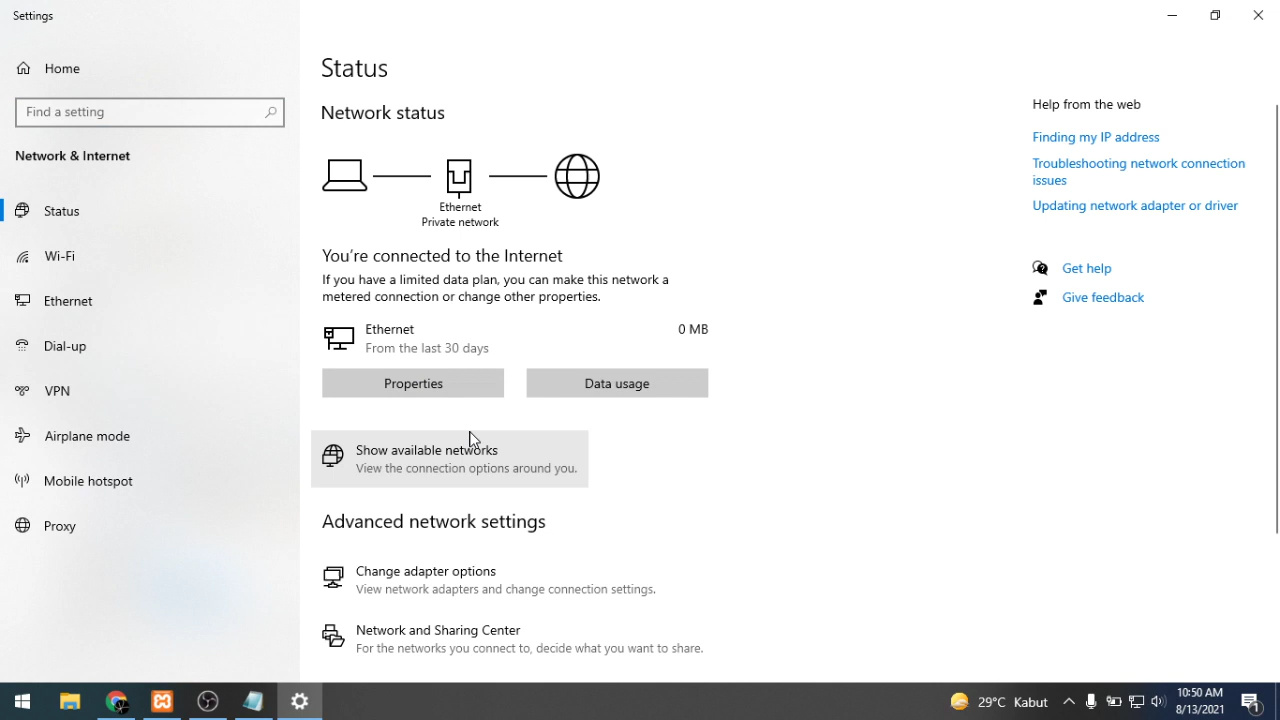 Settings
Home
Find a setting
Network & Internet
Status
Wi-Fi
Ethernet
Dial-up
VPN
Airplane mode
Mobile hotspot
Proxy
Status
Network status
Ethernet
Private network
You're connected to the Internet
If you have a limited data plan, you can make this network a
metered connection or change other properties.
Ethernet
0 MB
From the last 30 days
Properties
Data usage
Show available networks
View the connection options around you.
Advanced network settings
Change adapter options
View network adapters and change connection settings.
Network and Sharing Center
For the networks you connect to, decide what you want to share.
Help from the web
Finding my IP address
Troubleshooting network connection
issues
Updating network adapter or driver
Get help
Give feedback
29°C Kabut
10:50 AM
8/13/2021
1